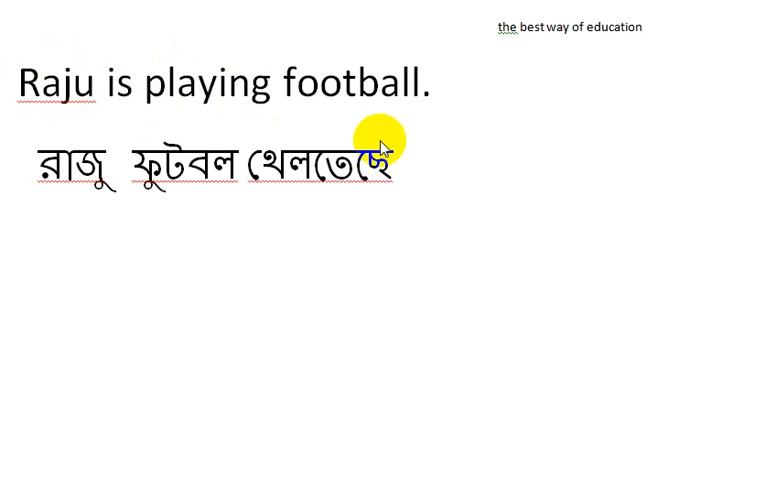 the best way of education
Raju is playing football.
রাজু ফুটবল খেলতেছে